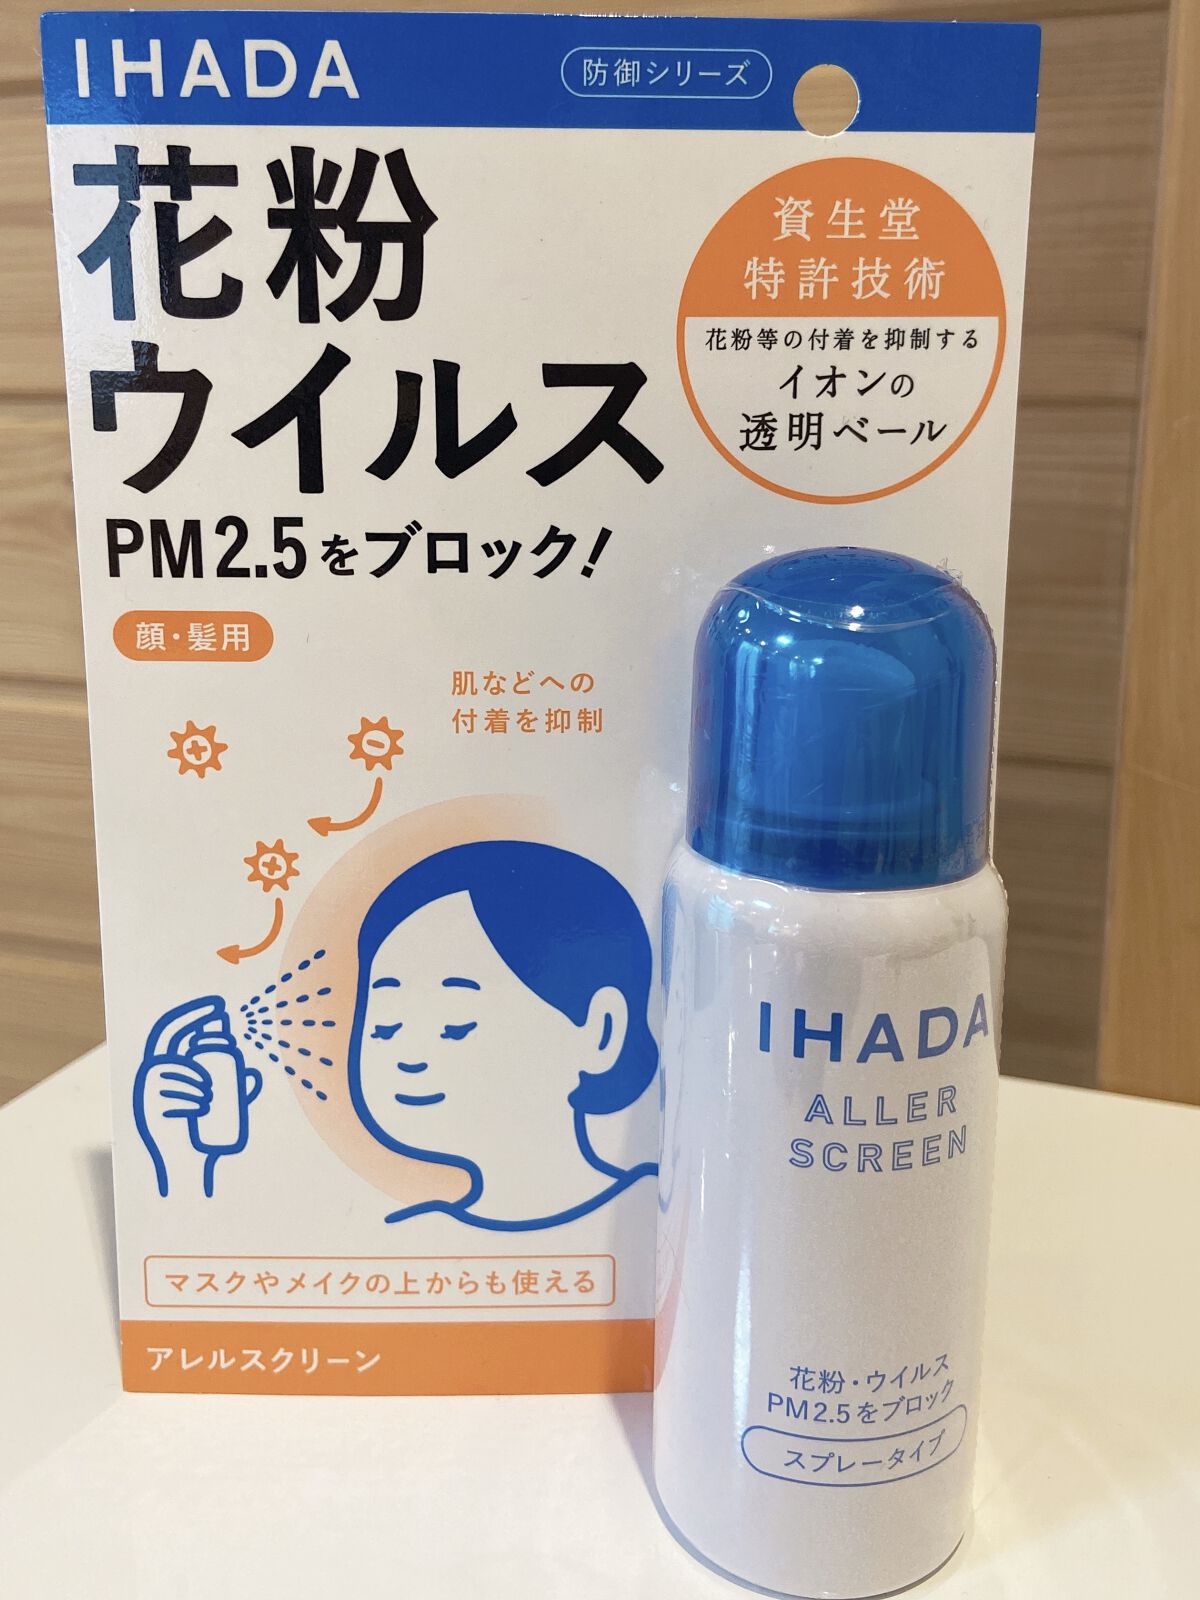 IHADA
防御シリーズ
花粉
ウイルス
PM2.5をブロック!
資生堂
特許技術
花粉等の付着を抑制する
イオンの
透明ベール
顔・髪用
肌などへの
付着を抑制
マスクやメイクの上からも使える
アレルスクリーン
IHADA
ALLER
SCREEN
花粉・ウイルス
PM2.5をブロック
スプレータイプ